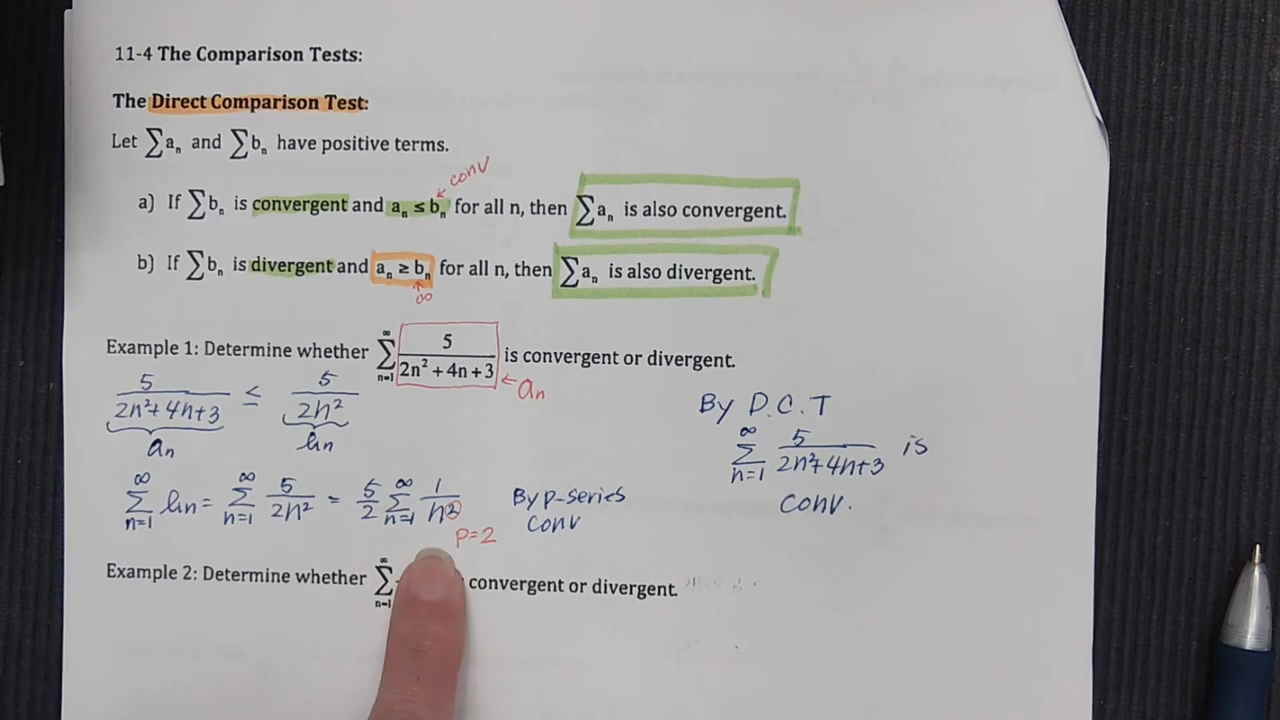 11-4 The Comparison Tests:
The Direct Comparison Test:
Let ∑aₙ and ∑bₙ have positive terms.
conv
a) If ∑bₙ is convergent and aₙ ≤ bₙ for all n, then ∑aₙ is also convergent.
b) If ∑bₙ is divergent and aₙ ≥ bₙ for all n, then ∑aₙ is also divergent.
∞
Example 1: Determine whether ∑_{n=1}^{∞} 5/(2n²+4n+3) is convergent or divergent.
← aₙ
5/(2n²+4n+3) ≤ 5/(2n²)
aₙ bₙ
∑_{n=1}^{∞} bₙ = ∑_{n=1}^{∞} 5/(2n²) = 5/2 ∑_{n=1}^{∞} 1/n² By p-series
conv
p=2
By D.C.T
∑_{n=1}^{∞} 5/(2n²+4n+3) is
conv.
Example 2: Determine whether ∑_{n=1}^{∞} convergent or divergent.